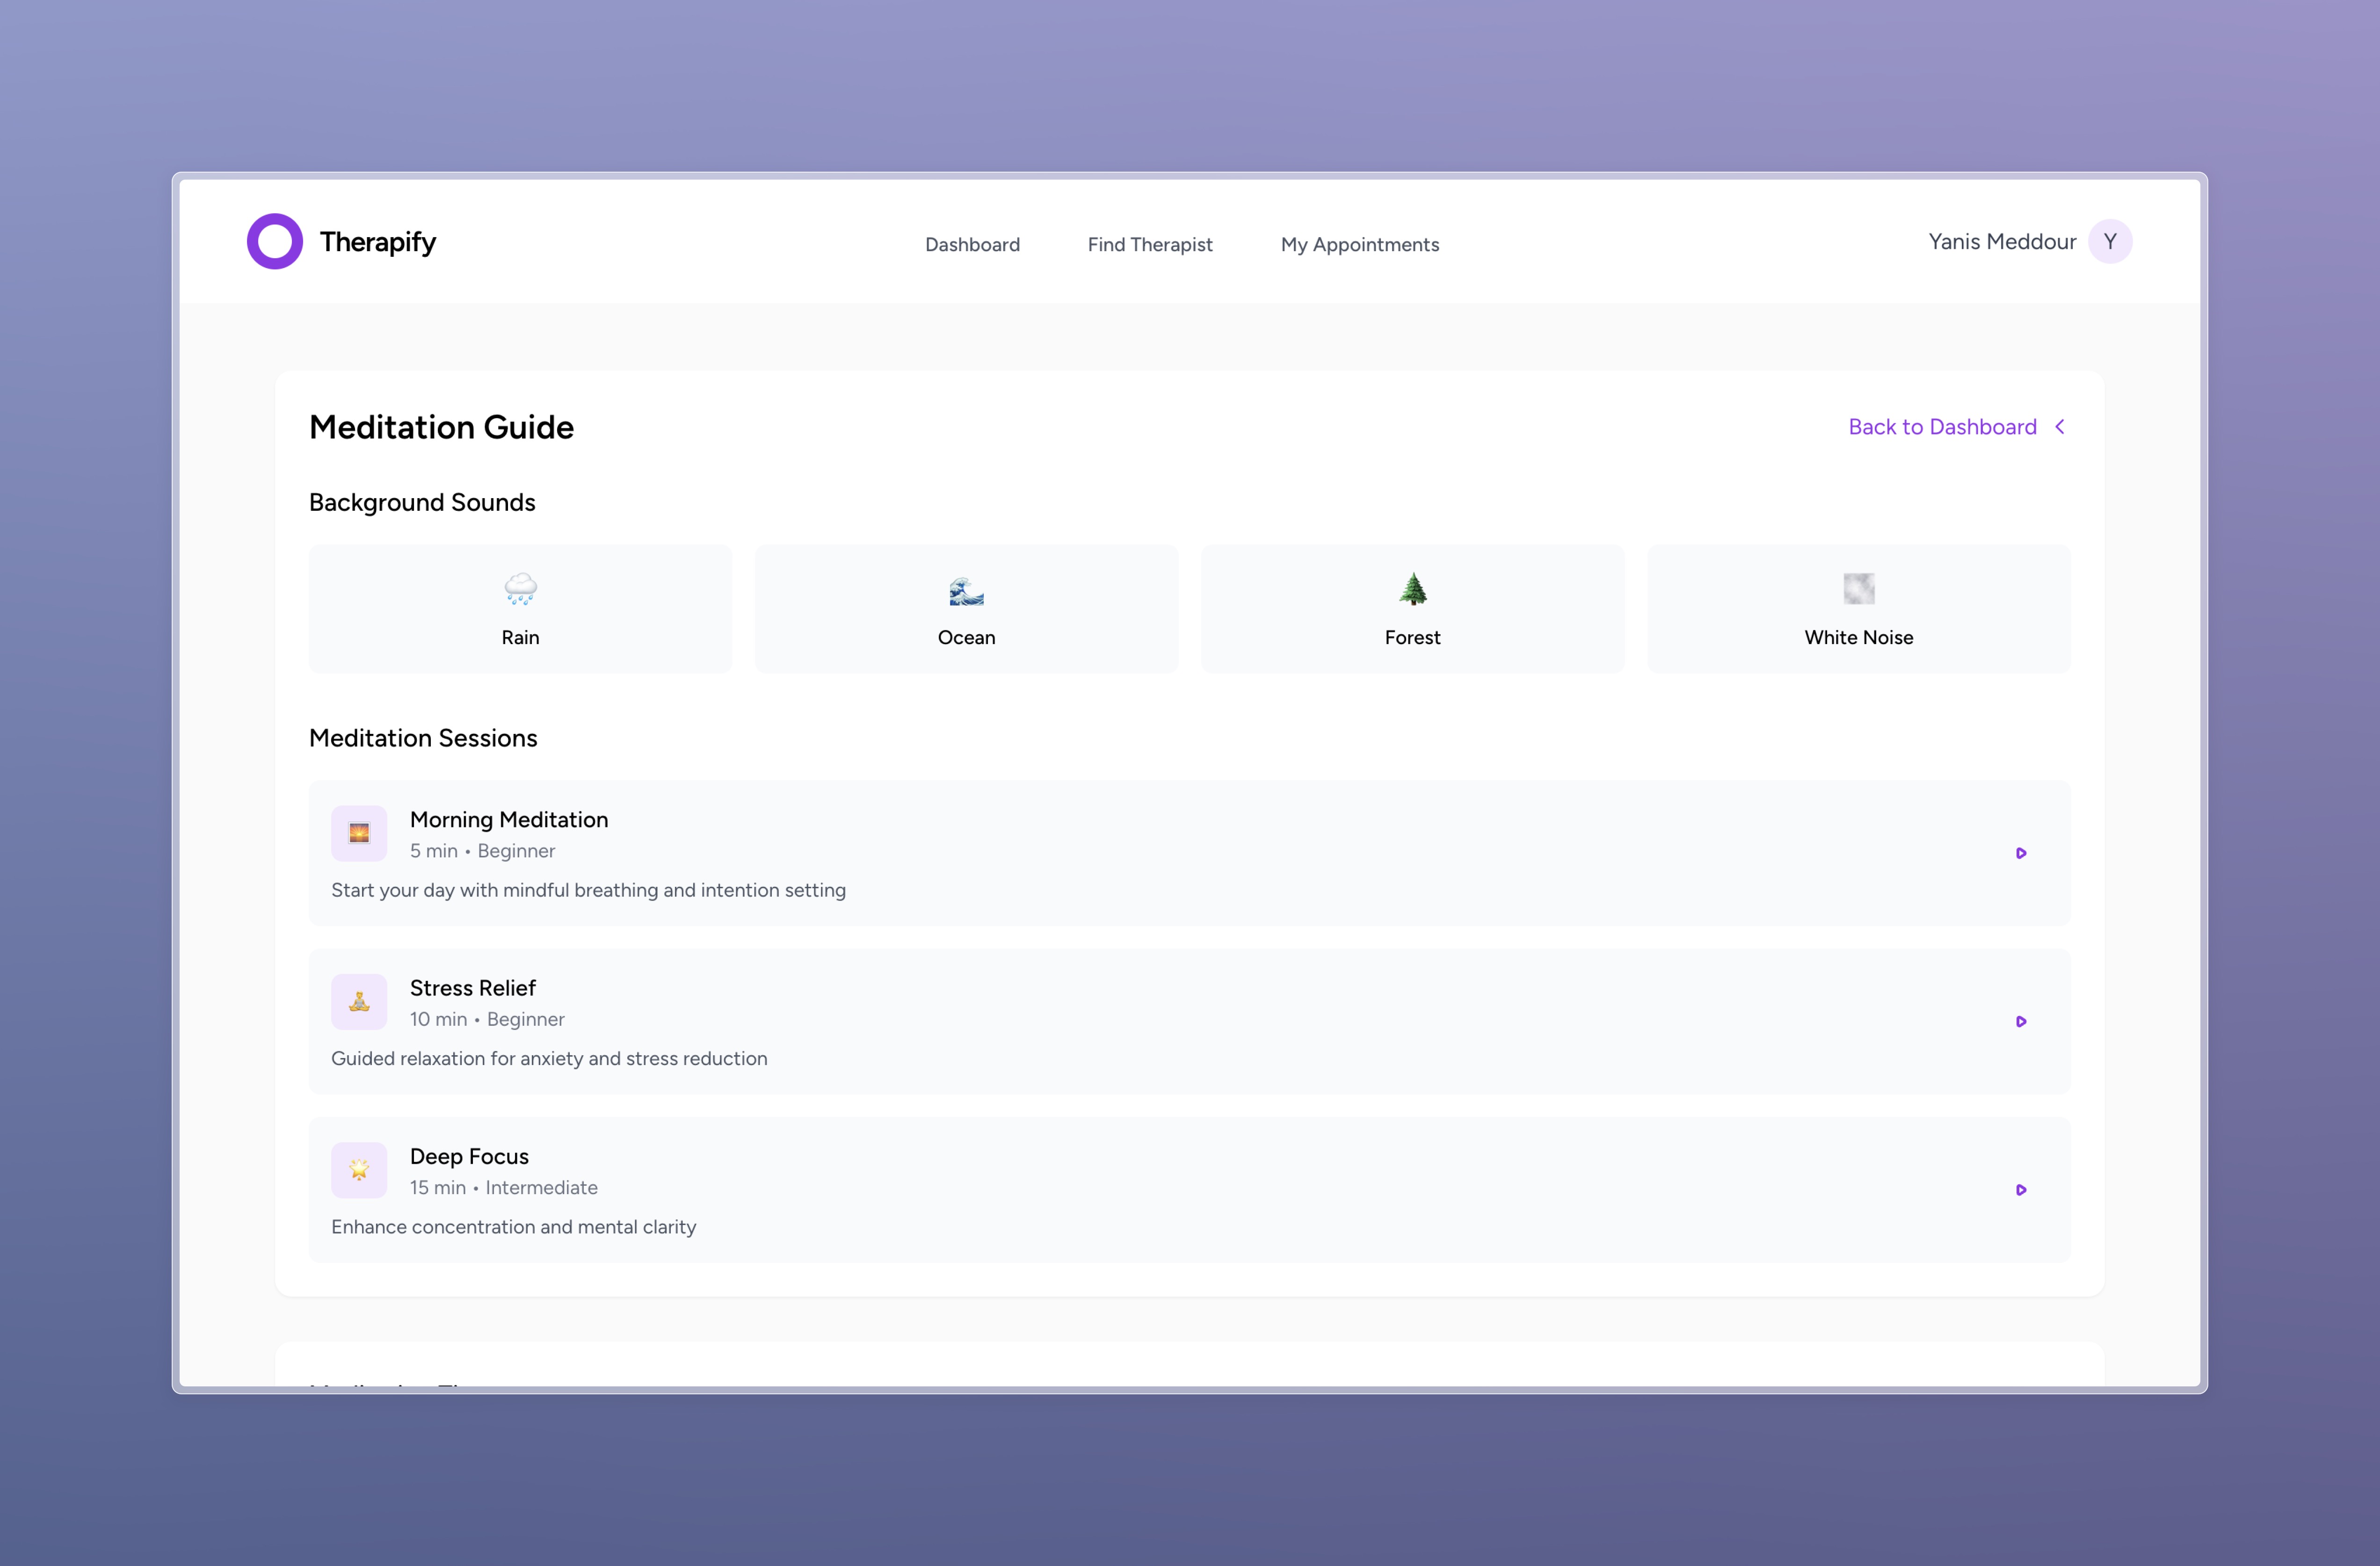 Therapify
Dashboard
Find Therapist
My Appointments
Yanis Meddour
Y
Meditation Guide
Back to Dashboard
Background Sounds
Rain
Ocean
Forest
White Noise
Meditation Sessions
Morning Meditation
5 min • Beginner
Start your day with mindful breathing and intention setting
Stress Relief
10 min • Beginner
Guided relaxation for anxiety and stress reduction
Deep Focus
15 min • Intermediate
Enhance concentration and mental clarity